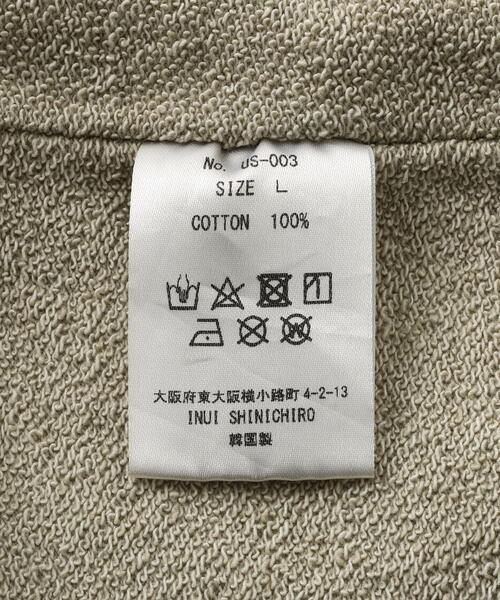 No. US-003
SIZE L
COTTON 100%
W
大阪府東大阪横小路町4-2-13
INUI SHINICHIRO
韓国製